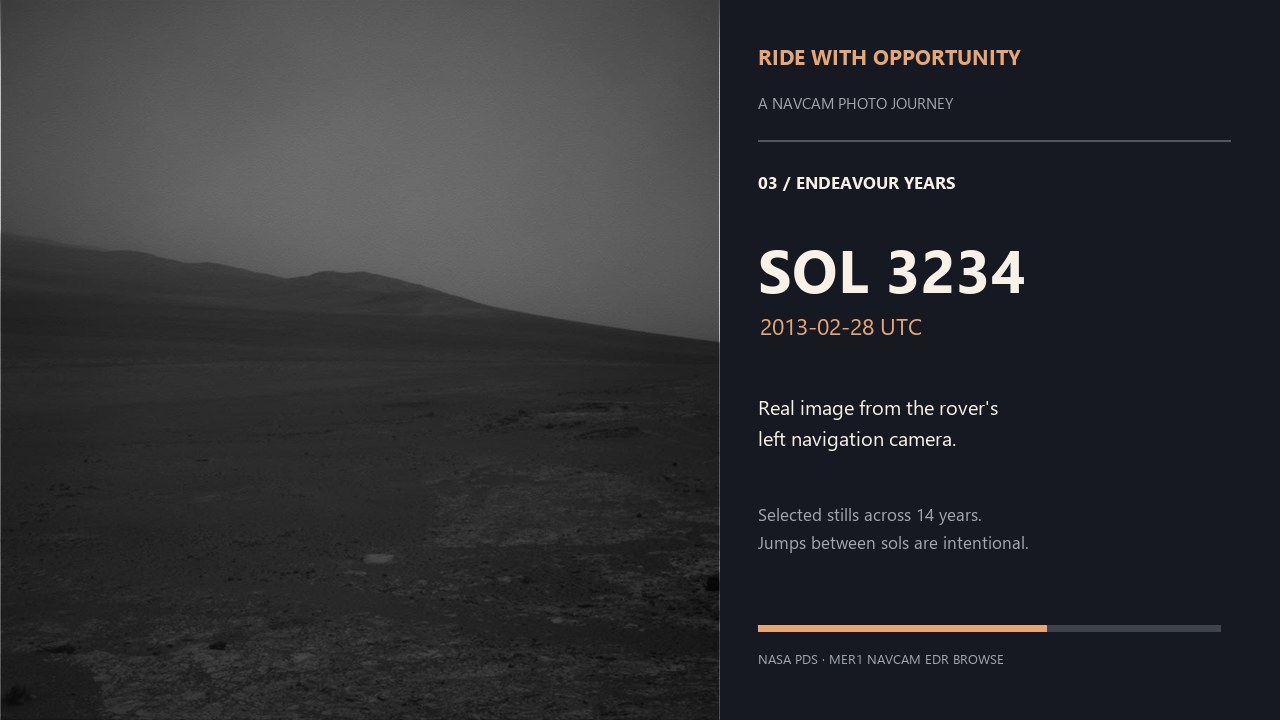 RIDE WITH OPPORTUNITY
A NAVCAM PHOTO JOURNEY
03 / ENDEAVOUR YEARS
SOL 3234
2013-02-28 UTC
Real image from the rover's
left navigation camera.
Selected stills across 14 years.
Jumps between sols are intentional.
NASA PDS · MER1 NAVCAM EDR BROWSE